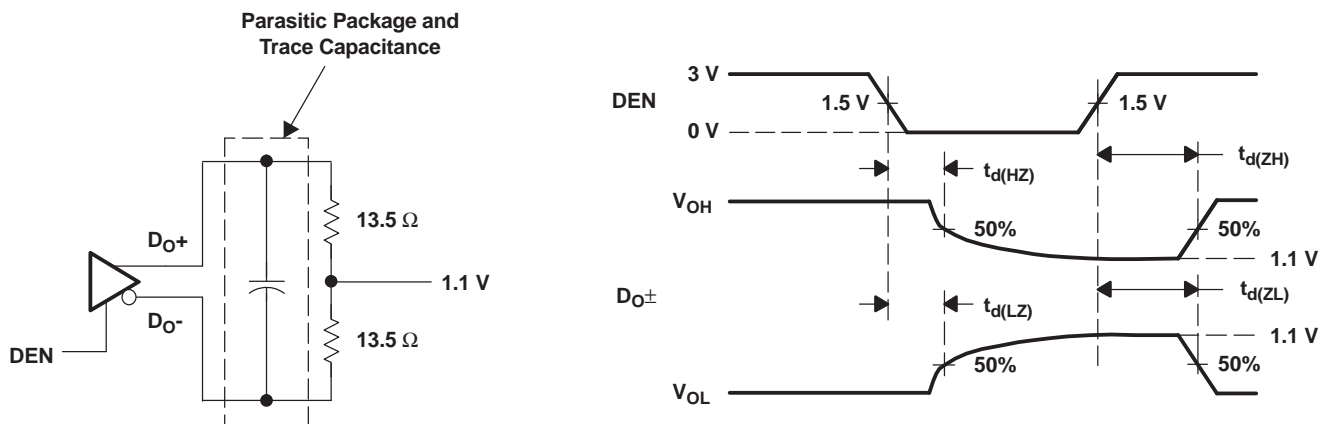 Parasitic Package and
Trace Capacitance
DO+
DO-
DEN
13.5 Ω
1.1 V
13.5 Ω
DEN
3 V
1.5 V
1.5 V
0 V
td(HZ)
td(ZH)
VOH
50%
50%
1.1 V
DO±
td(LZ)
td(ZL)
1.1 V
50%
50%
VOL